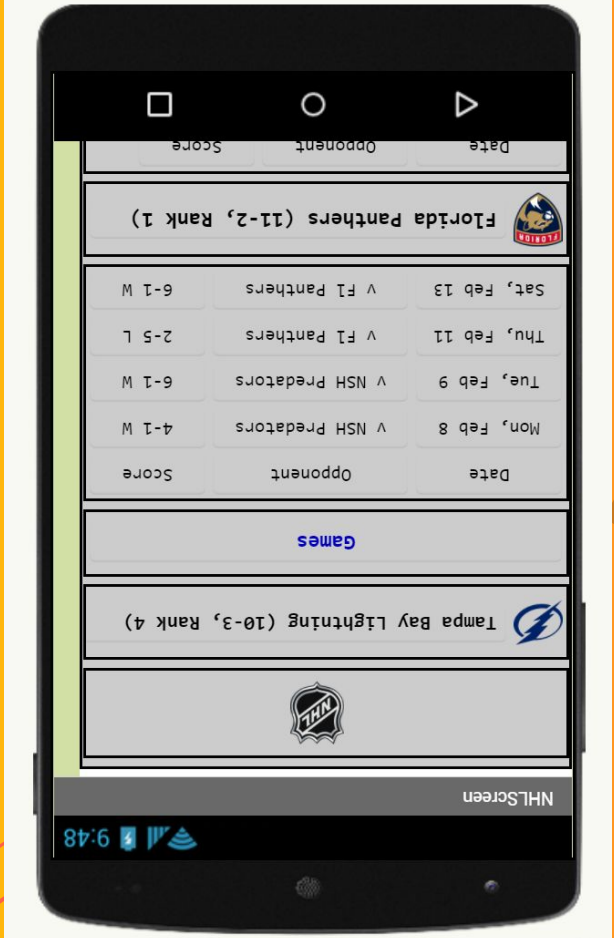 9:48
NHLScreen
NHL
Tampa Bay Lightning (10-3, Rank 4)
Games
Date Opponent Score
Mon, Feb 8 v NSH Predators 4-1 W
Tue, Feb 9 v NSH Predators 6-1 W
Thu, Feb 11 v Fl Panthers 2-5 L
Sat, Feb 13 v Fl Panthers 6-1 W
FLORIDA
Florida Panthers (11-2, Rank 1)
Date Opponent Score